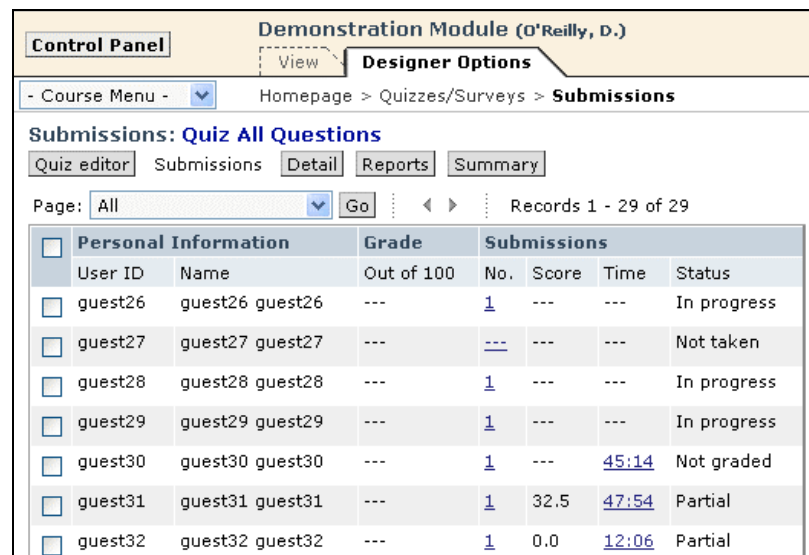 Control Panel
Demonstration Module (O'Reilly, D.)
View Designer Options
- Course Menu - Homepage > Quizzes/Surveys > Submissions
Submissions: Quiz All Questions
Quiz editor Submissions Detail Reports Summary
Page: All Go Records 1 - 29 of 29
Personal Information Grade Submissions
User ID Name Out of 100 No. Score Time Status
guest26 guest26 guest26 --- 1 --- --- In progress
guest27 guest27 guest27 --- --- --- --- Not taken
guest28 guest28 guest28 --- 1 --- --- In progress
guest29 guest29 guest29 --- 1 --- --- In progress
guest30 guest30 guest30 --- 1 --- 45:14 Not graded
guest31 guest31 guest31 --- 1 32.5 47:54 Partial
guest32 guest32 guest32 --- 1 0.0 12:06 Partial